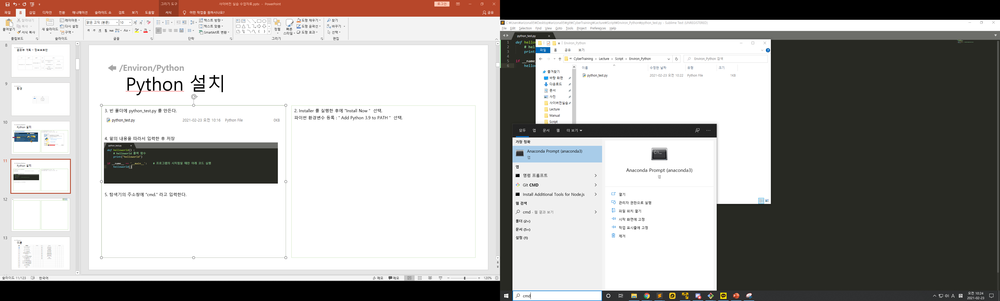 사이버전 실습 수업자료.pptx - PowerPoint
그리기 도구
로그인
파일 홈 삽입 디자인 전환 애니메이션 슬라이드 쇼 검토 보기 도움말 서식 어떤 작업을 원하시나요? 공유
붙여넣기
잘라내기
복사
서식 복사
클립보드
새 슬라이드
레이아웃
다시 설정
구역
슬라이드
맑은 고딕 (본문) 10
글꼴
텍스트 방향
텍스트 맞춤
SmartArt로 변환
단락
정렬
빠른 스타일
도형 채우기
도형 윤곽선
도형 효과
그리기
찾기
바꾸기
선택
편집
8
문화부 계획 - 정보보호반
9
환경
10
Python 설치
11
Python 설치
12
13
이론
/Environ/Python
Python 설치
3. 빈 폴더에 python_test.py 를 만든다.
python_test.py 2021-02-23 오전 10:16 Python File 0KB
4. 밑의 내용을 따라서 입력한 후 저장
python_test.py
def helloworld() :
# helloworld 출력 함수
print("helloworld")
if __name__ == '__main__': # 프로그램의 시작점일 때만 아래 코드 실행
helloworld()
5. 탐색기의 주소창에 "cmd." 라고 입력한다.
2. Installer 를 실행한 후에 "Install Now " 선택.
파이썬 환경변수 등록 : " Add Python 3.9 to PATH " 선택.
슬라이드 11/123 한국어 메모 메모 120%
C:₩Users₩arizona95₩Desktop₩arizona95₩git₩CyberTraining₩Lecture₩Script₩Environ_Python₩python_test.py - Sublime Text (UNREGISTERED)
File Edit Selection Find View Goto Tools Project Preferences Help
python_test.py
1 def hellow
2 # hel
3 print(
4
5 if __name_
6 hellow
Environ_Python
파일 홈 공유 보기
« CyberTraining › Lecture › Script › Environ_Python
Environ_Python 검색
이름 수정한 날짜 유형 크기
python_test.py 2021-02-23 오전 10:22 Python File 1KB
즐겨찾기
바탕 화면
다운로드
문서
사진
사이버전실습
Lecture
Manual
Script
모두 앱 문서 웹 더 보기
가장 정확
Anaconda Prompt (anaconda3)
앱
앱
명령 프롬프트
Git CMD
Install Additional Tools for Node.js
웹 검색
cmd - 웹 결과 보기
폴더 (2+)
문서 (5+)
설정 (1)
Anaconda Prompt (anaconda3)
앱
열기
관리자 권한으로 실행
파일 위치 열기
시작 화면에 고정
작업 표시줄에 고정
제거
cmd
A
오전 10:24
2021-02-23